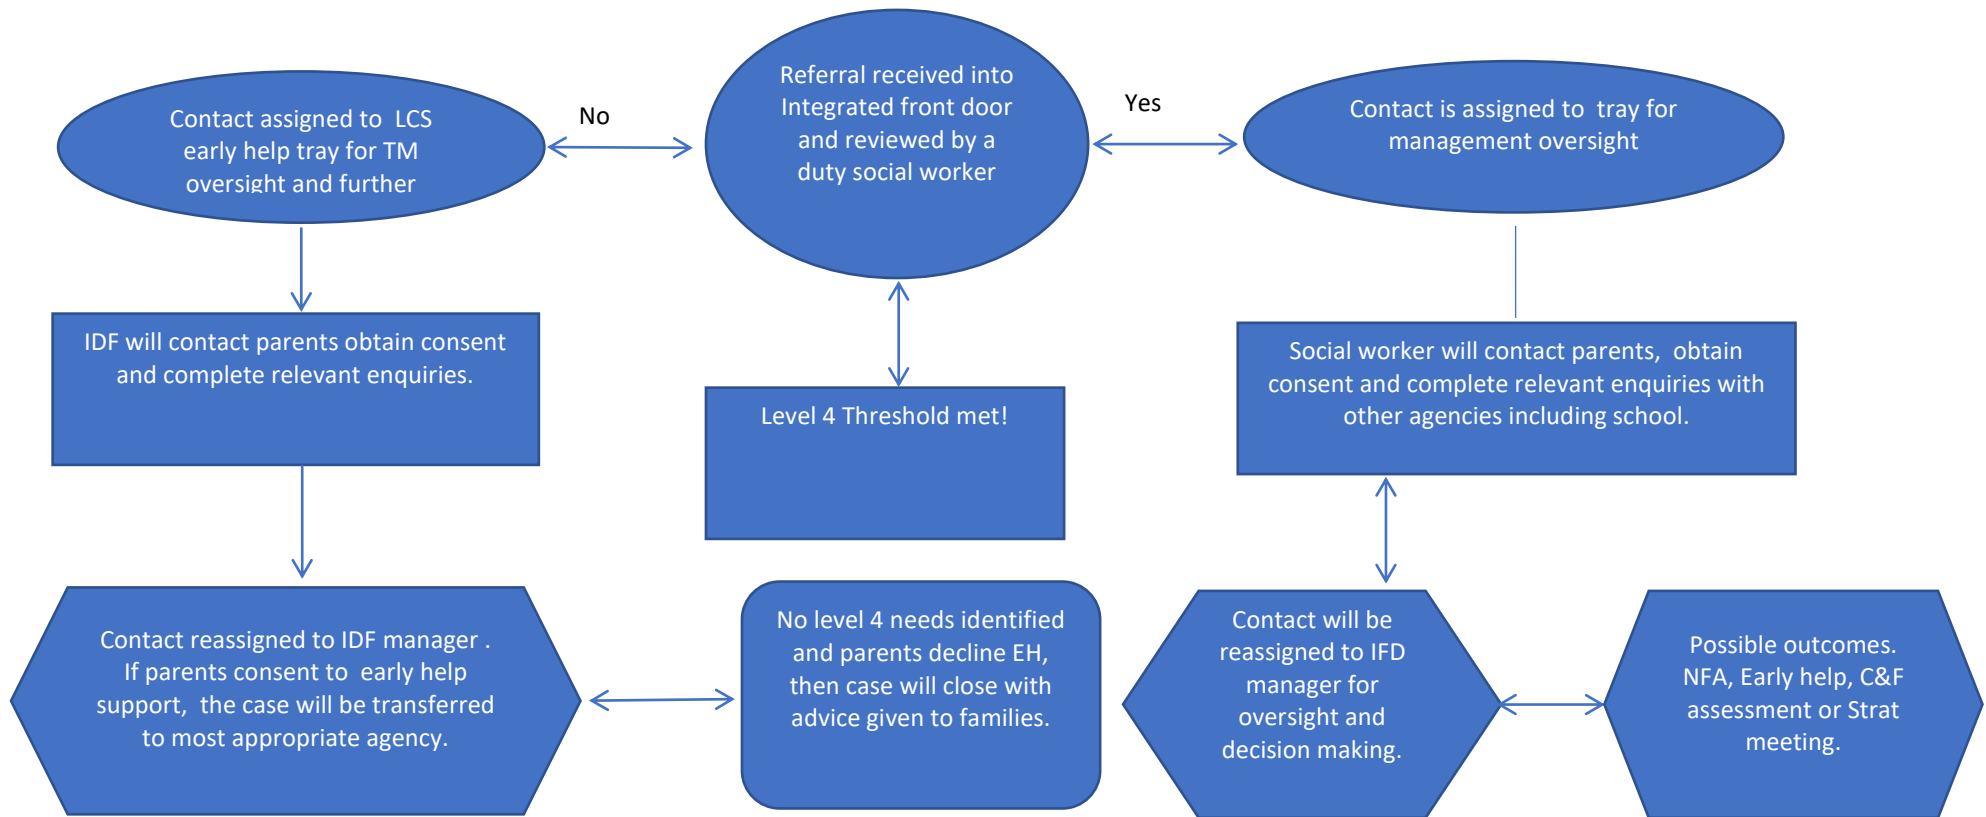 Contact assigned to LCS
early help tray for TM
oversight and further
No
Referral received into
Integrated front door
and reviewed by a
duty social worker
Yes
Contact is assigned to tray for
management oversight
IDF will contact parents obtain consent
and complete relevant enquiries.
Level 4 Threshold met!
Social worker will contact parents, obtain
consent and complete relevant enquiries with
other agencies including school.
Contact reassigned to IDF manager .
If parents consent to early help
support, the case will be transferred
to most appropriate agency.
No level 4 needs identified
and parents decline EH,
then case will close with
advice given to families.
Contact will be
reassigned to IFD
manager for
oversight and
decision making.
Possible outcomes.
NFA, Early help, C&F
assessment or Strat
meeting.